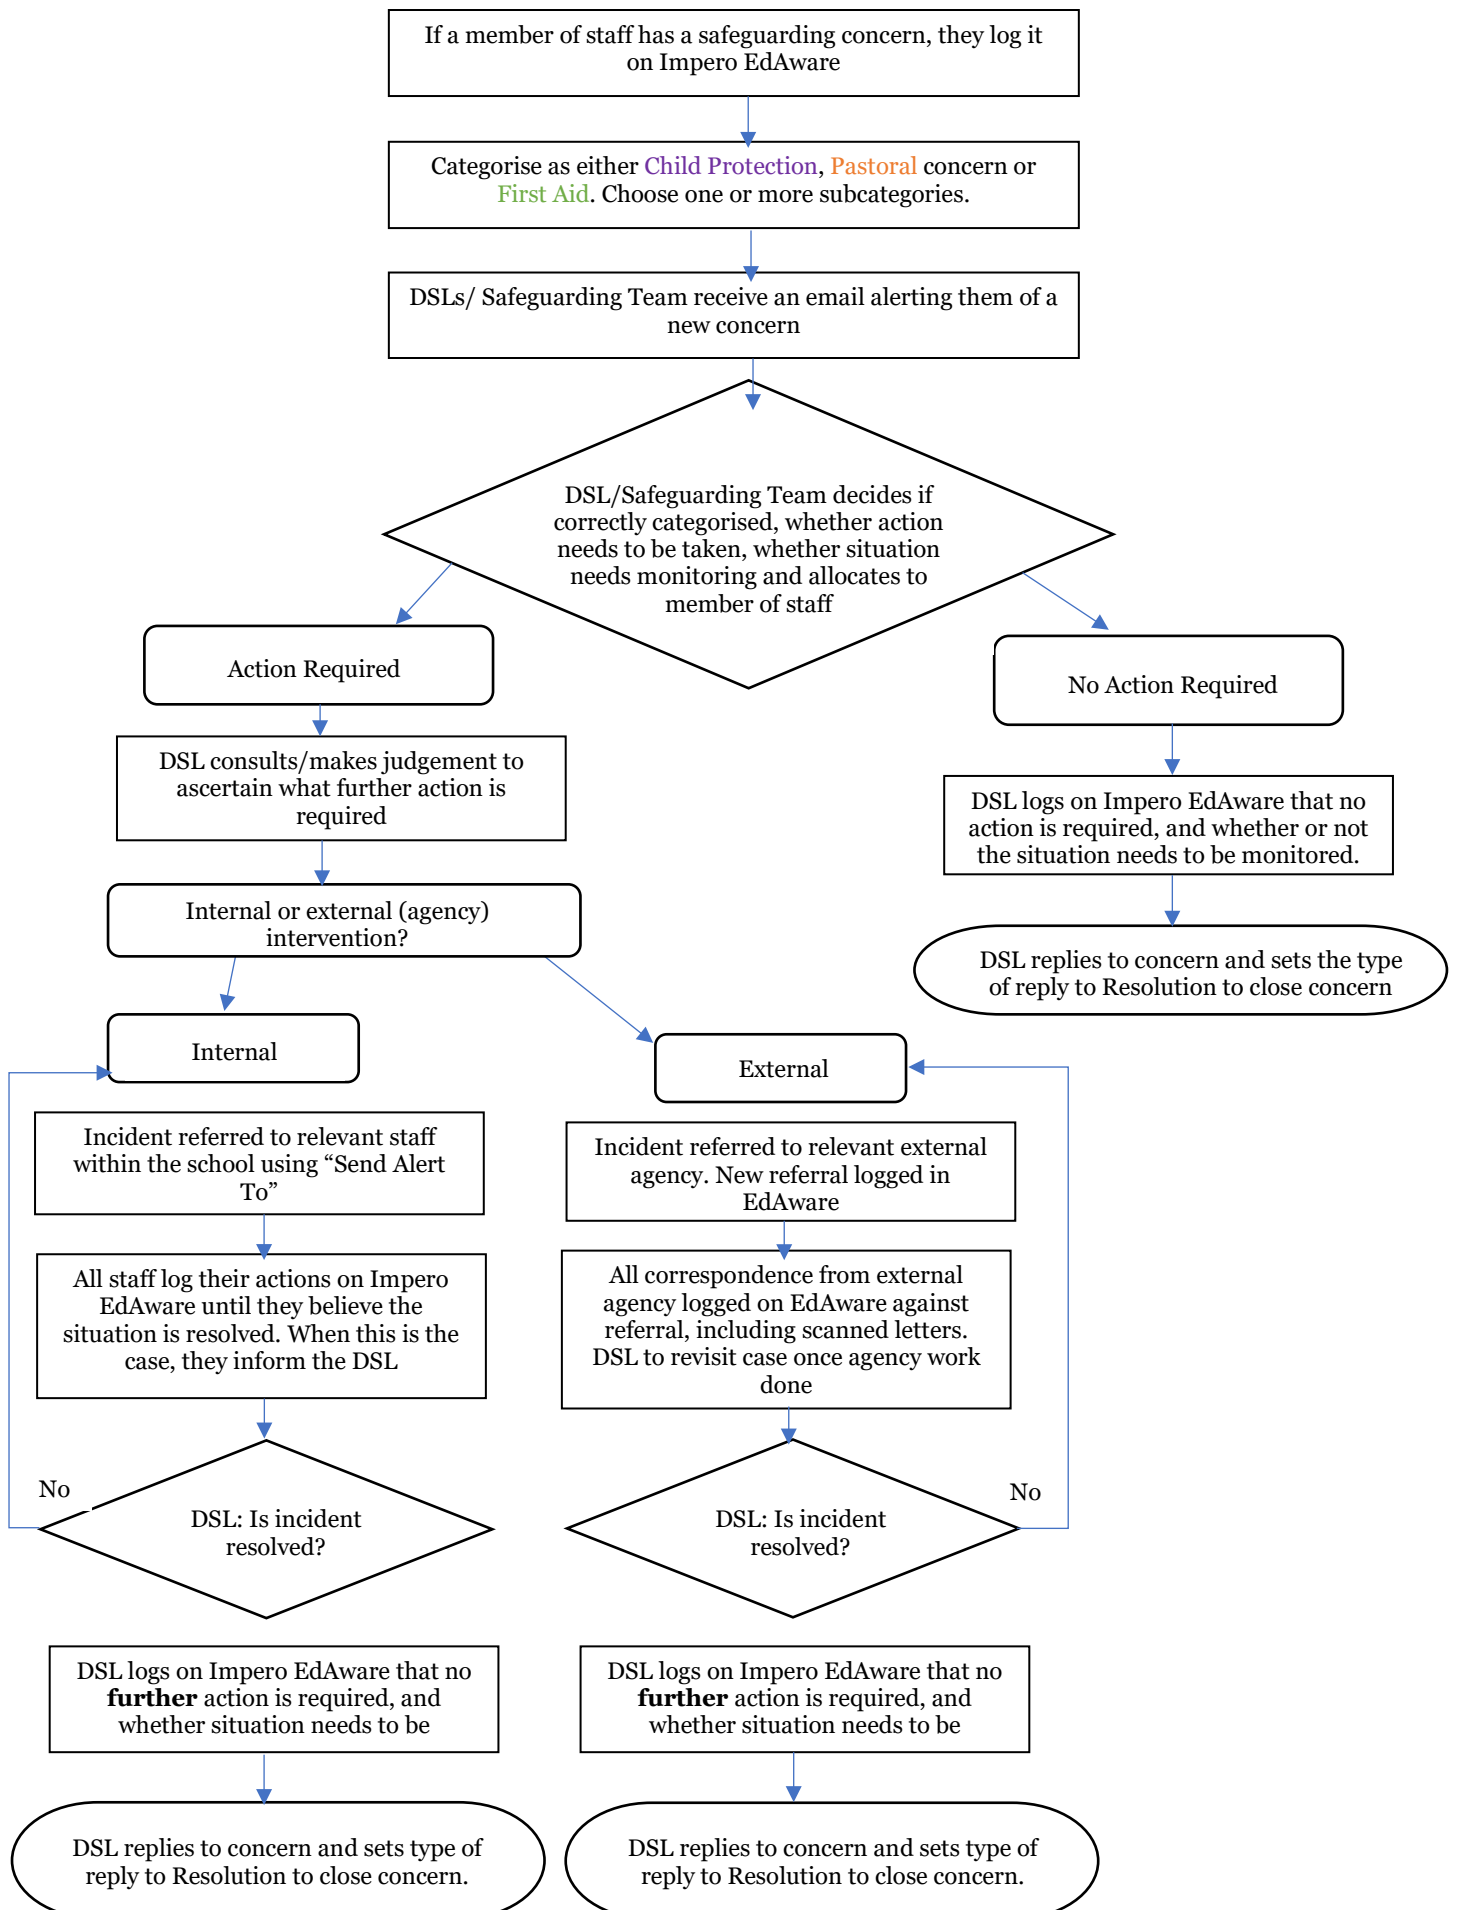 If a member of staff has a safeguarding concern, they log it
on Impero EdAware
Categorise as either Child Protection, Pastoral concern or
First Aid. Choose one or more subcategories.
DSLs/ Safeguarding Team receive an email alerting them of a
new concern
DSL/Safeguarding Team decides if
correctly categorised, whether action
needs to be taken, whether situation
needs monitoring and allocates to
member of staff
Action Required
No Action Required
DSL consults/makes judgement to
ascertain what further action is
required
DSL logs on Impero EdAware that no
action is required, and whether or not
the situation needs to be monitored.
Internal or external (agency)
intervention?
DSL replies to concern and sets the type
of reply to Resolution to close concern
Internal
External
Incident referred to relevant staff
within the school using “Send Alert
To”
Incident referred to relevant external
agency. New referral logged in
EdAware
All staff log their actions on Impero
EdAware until they believe the
situation is resolved. When this is the
case, they inform the DSL
All correspondence from external
agency logged on EdAware against
referral, including scanned letters.
DSL to revisit case once agency work
done
No
DSL: Is incident
resolved?
No
DSL: Is incident
resolved?
DSL logs on Impero EdAware that no
further action is required, and
whether situation needs to be
DSL logs on Impero EdAware that no
further action is required, and
whether situation needs to be
DSL replies to concern and sets type of
reply to Resolution to close concern.
DSL replies to concern and sets type of
reply to Resolution to close concern.